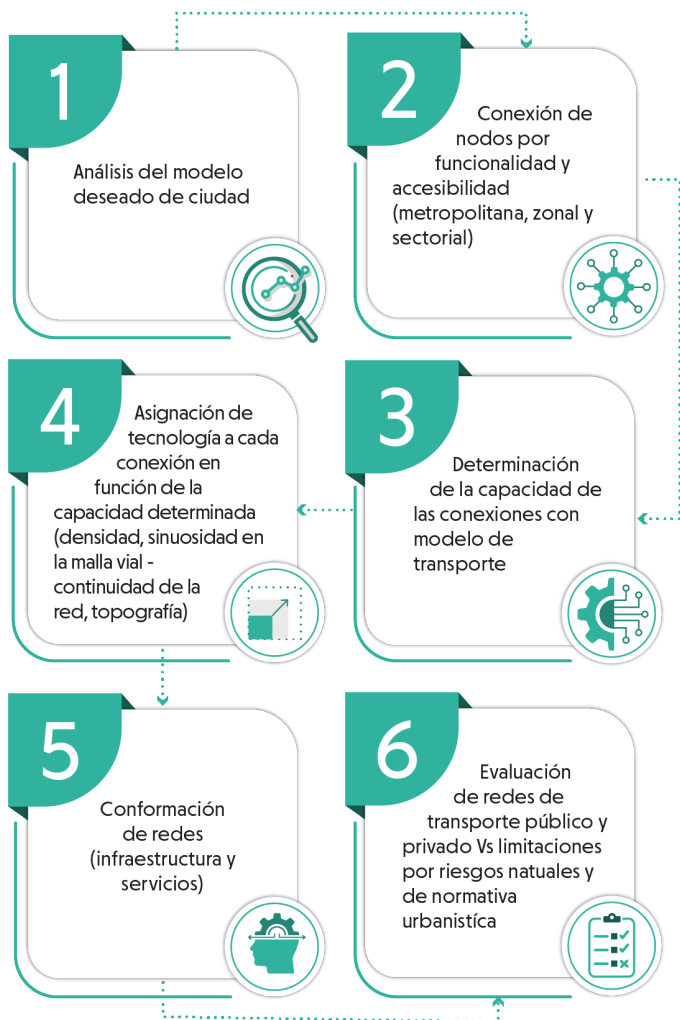 1
Análisis del modelo
deseado de ciudad
2
Conexión de
nodos por
funcionalidad y
accesibilidad
(metropolitana, zonal y
sectorial)
3
Determinación
de la capacidad de
las conexiones con
modelo de
transporte
4
Asignación de
tecnología a cada
conexión en
función de la
capacidad determinada
(densidad, sinuosidad en
la malla vial -
continuidad de la
red, topografía)
5
Conformación
de redes
(infraestructura y
servicios)
6
Evaluación
de redes de
transporte público y
privado Vs limitaciones
por riesgos natuales y
de normativa
urbanistíca